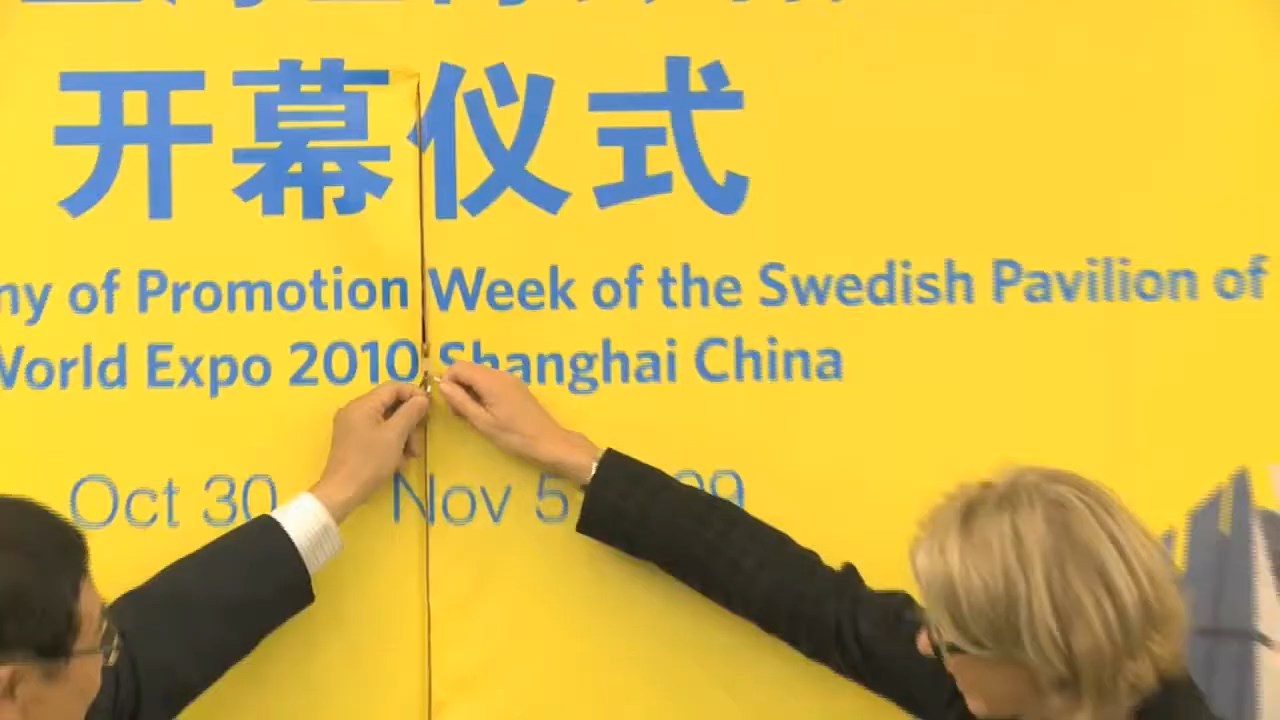 开幕仪式
ny of Promotion Week of the Swedish Pavilion of
World Expo 2010 Shanghai China
Oct 30 Nov 5